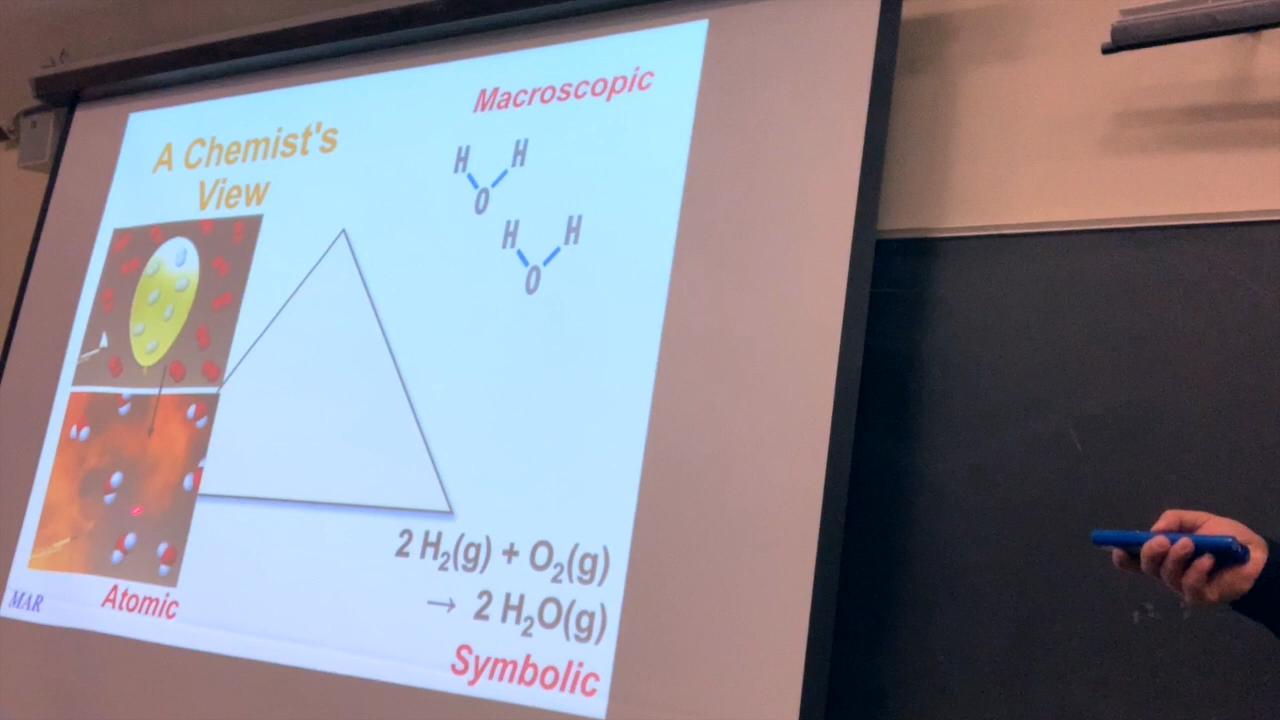 Macroscopic
A Chemist's
View
H H
O
H H
O
2 H₂(g) + O₂(g)
→ 2 H₂O(g)
Atomic
MAR
Symbolic